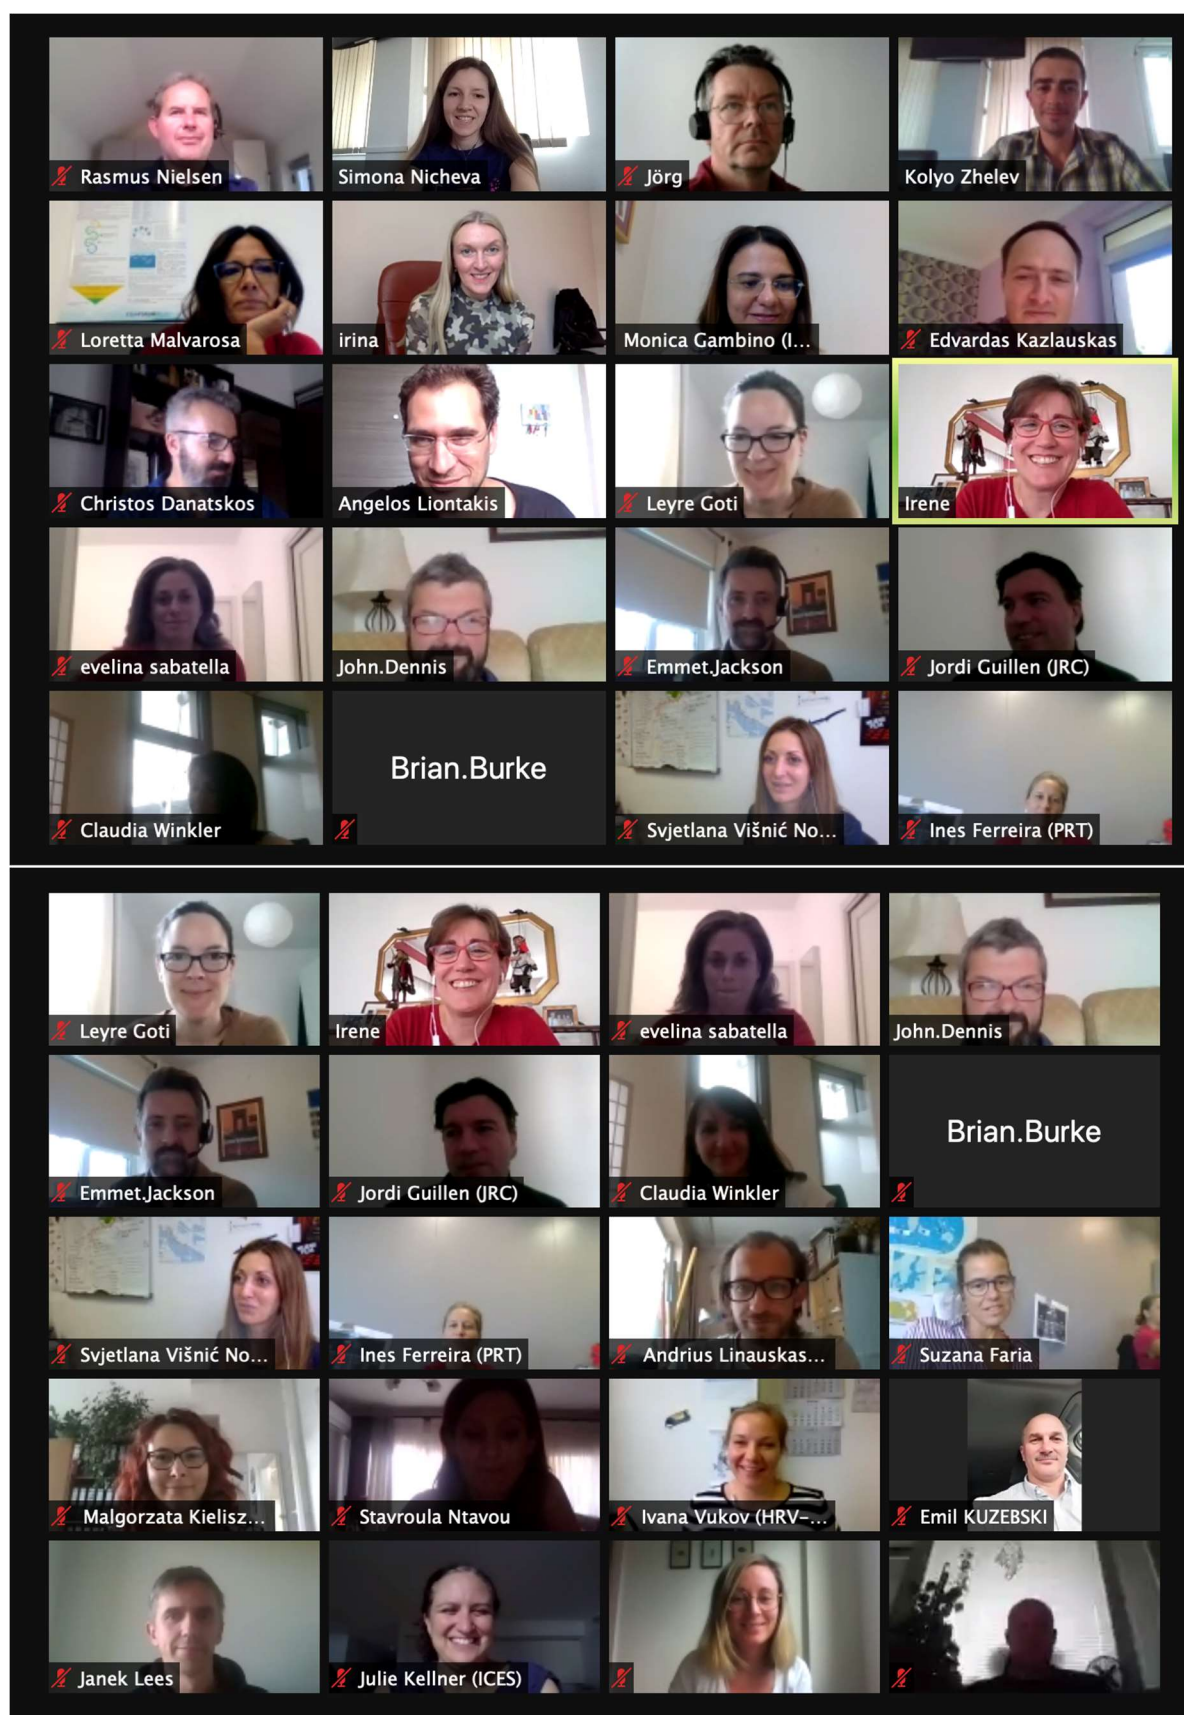 Rasmus Nielsen
Simona Nicheva
Jörg
Kolyo Zhelev
Loretta Malvarosa
irina
Monica Gambino (I...
Edvardas Kazlauskas
Christos Danatskos
Angelos Liontakis
Leyre Goti
Irene
evelina sabatella
John.Dennis
Emmet.Jackson
Jordi Guillen (JRC)
Claudia Winkler
Brian.Burke
Svjetlana Višnić No...
Ines Ferreira (PRT)
Leyre Goti
Irene
evelina sabatella
John.Dennis
Emmet.Jackson
Jordi Guillen (JRC)
Claudia Winkler
Brian.Burke
Svjetlana Višnić No...
Ines Ferreira (PRT)
Andrius Linauskas...
Suzana Faria
Malgorzata Kielisz...
Stavroula Ntavou
Ivana Vukov (HRV-...
Emil KUZEBSKI
Janek Lees
Julie Kellner (ICES)